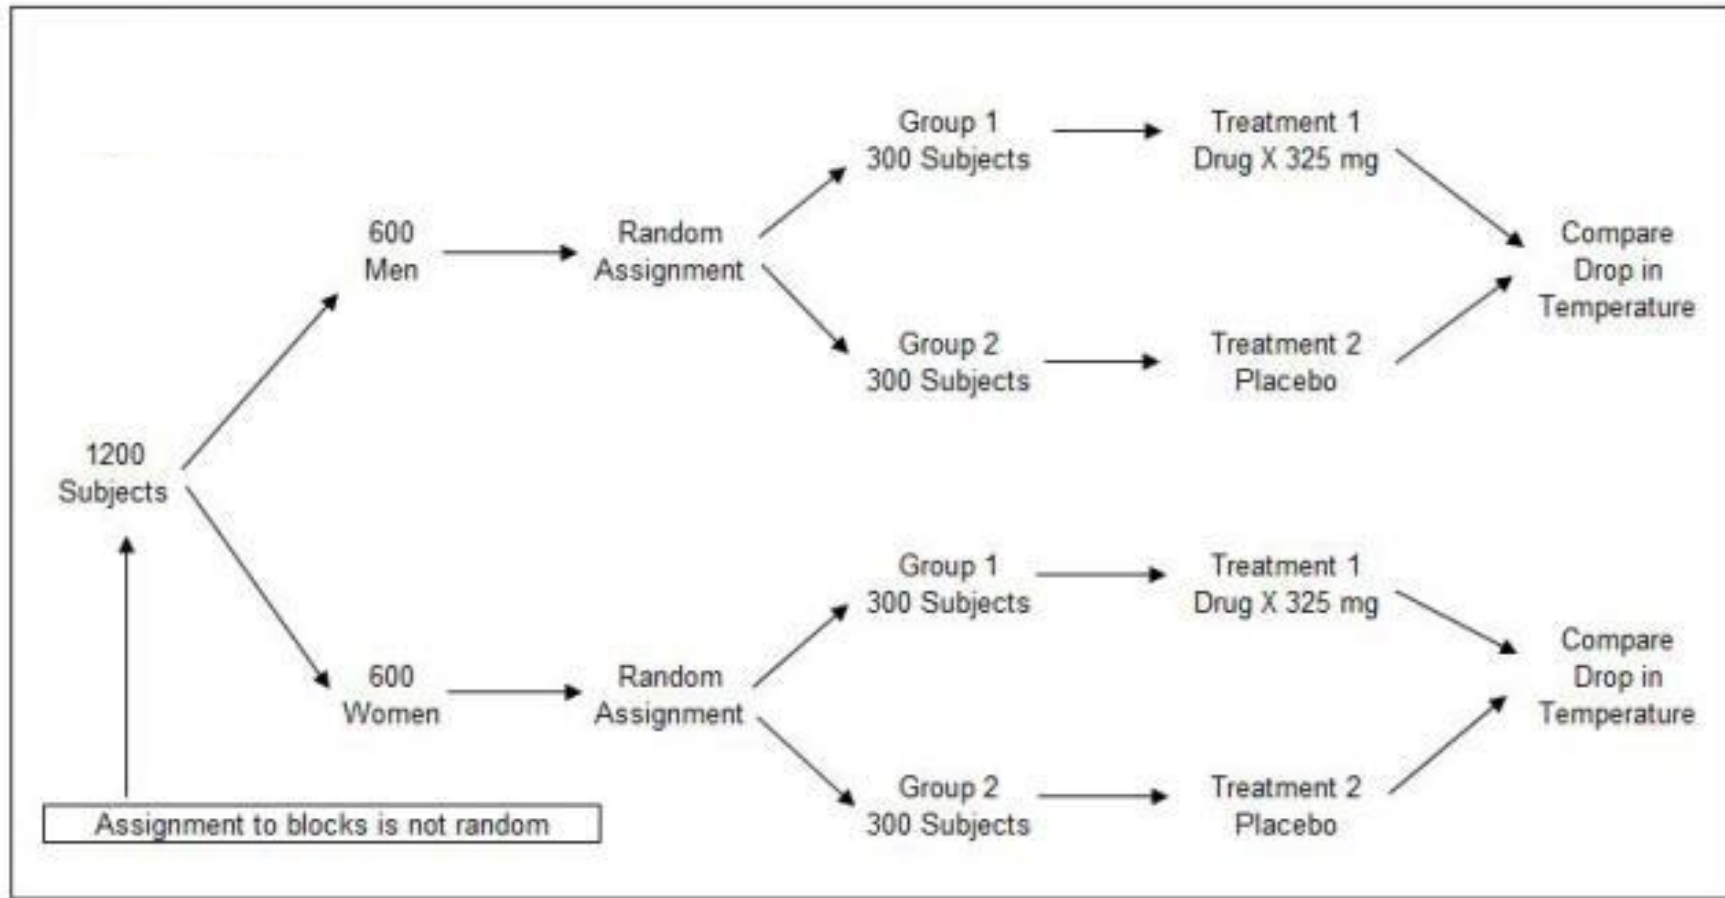 1200
Subjects
Assignment to blocks is not random
600
Men
Random
Assignment
Group 1
300 Subjects
Treatment 1
Drug X 325 mg
Group 2
300 Subjects
Treatment 2
Placebo
Compare
Drop in
Temperature
600
Women
Random
Assignment
Group 1
300 Subjects
Treatment 1
Drug X 325 mg
Group 2
300 Subjects
Treatment 2
Placebo
Compare
Drop in
Temperature